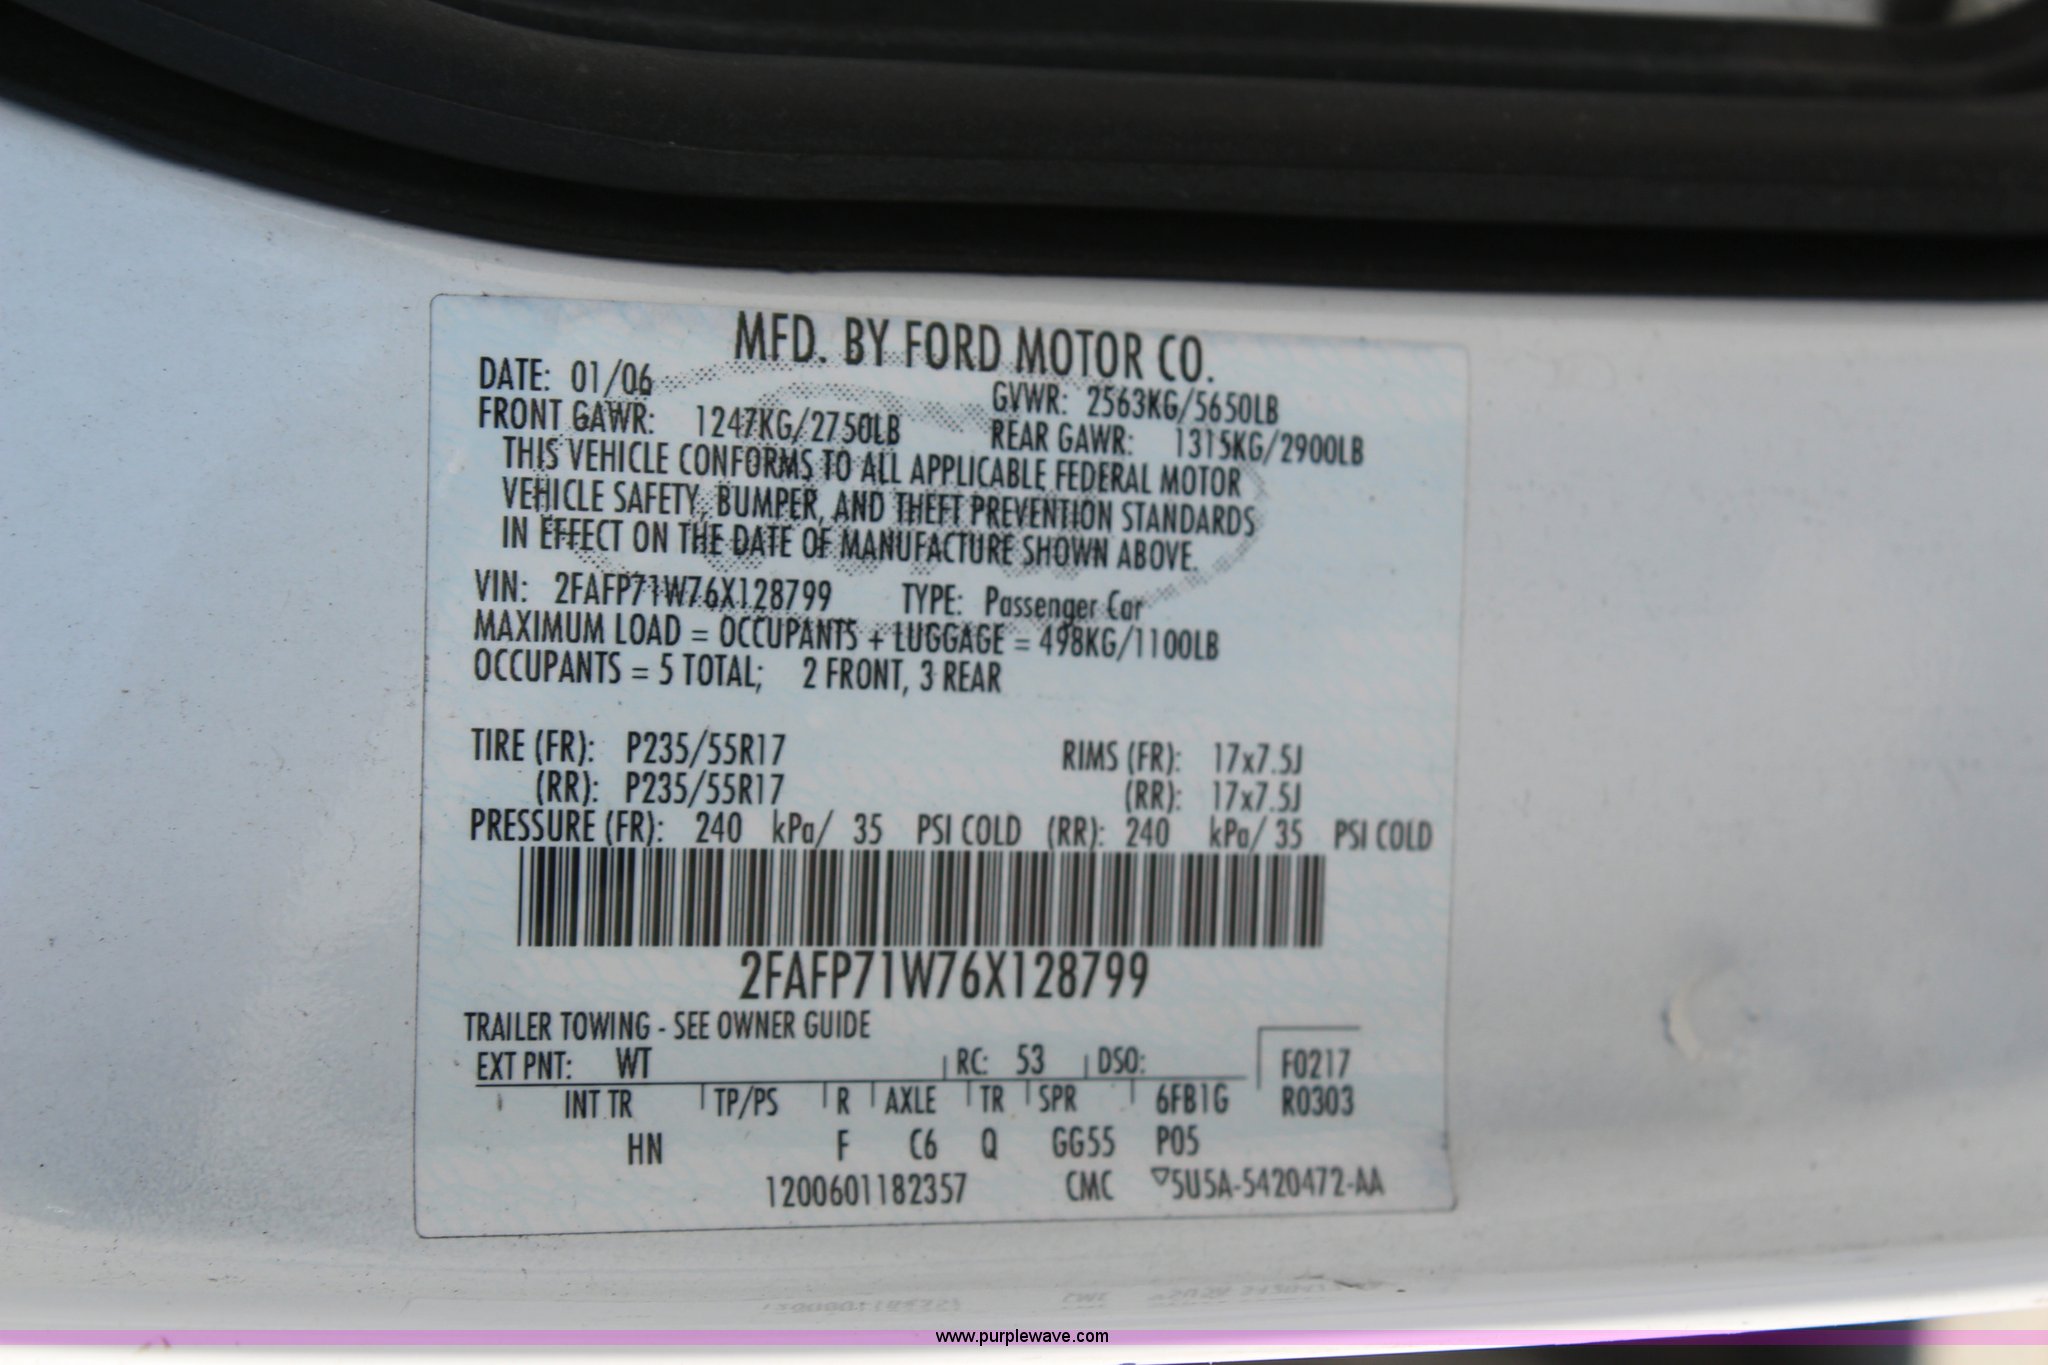 MFD. BY FORD MOTOR CO.
DATE: 01/06 GVWR: 2563KG/5650LB
FRONT GAWR: 1247KG/2750LB REAR GAWR: 1315KG/2900LB
THIS VEHICLE CONFORMS TO ALL APPLICABLE FEDERAL MOTOR
VEHICLE SAFETY, BUMPER, AND THEFT PREVENTION STANDARDS
IN EFFECT ON THE DATE OF MANUFACTURE SHOWN ABOVE.
VIN: 2FAFP71W76X128799 TYPE: Passenger Car
MAXIMUM LOAD = OCCUPANTS + LUGGAGE = 498KG/1100LB
OCCUPANTS = 5 TOTAL; 2 FRONT, 3 REAR
TIRE (FR): P235/55R17 RIMS (FR): 17x7.5J
(RR): P235/55R17 (RR): 17x7.5J
PRESSURE (FR): 240 kPa/ 35 PSI COLD (RR): 240 kPa/ 35 PSI COLD
2FAFP71W76X128799
TRAILER TOWING - SEE OWNER GUIDE
EXT PNT: WT RC: 53 DSO: F0217
INT TR TP/PS R AXLE TR SPR 6FB1G R0303
HN F C6 Q GG55 P05
1200601182357 CMC ▽5U5A-5420472-AA
www.purplewave.com